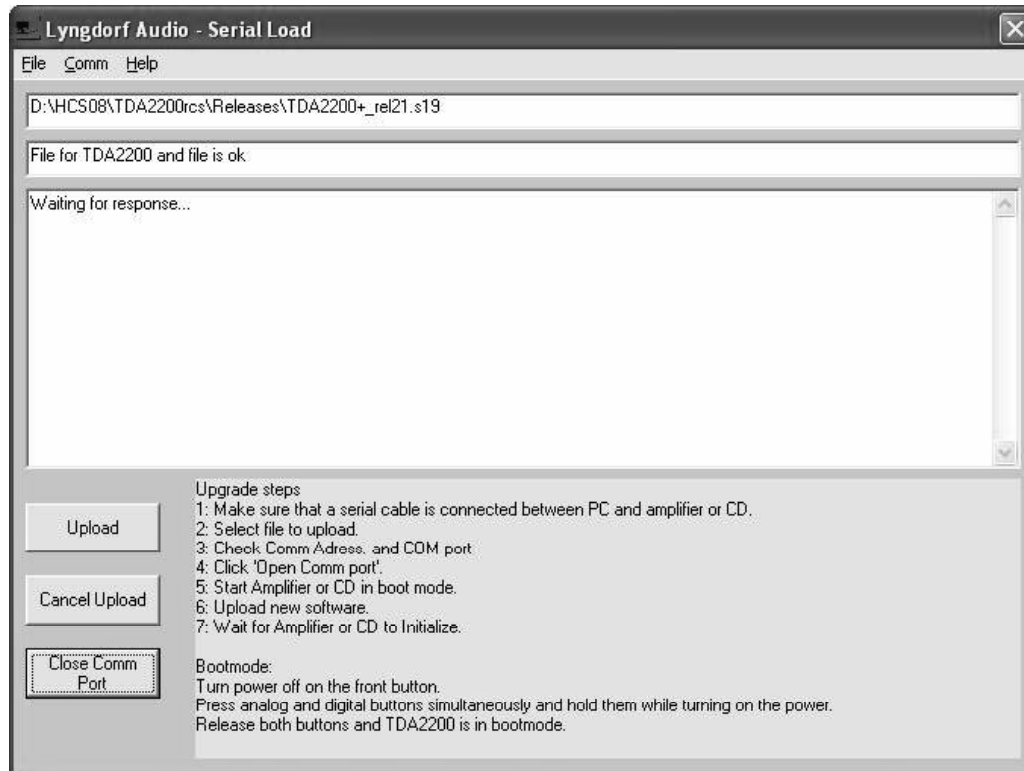 Lyngdorf Audio - Serial Load
File Comm Help
D:\HCS08\TDA2200rcs\Releases\TDA2200+_rel21.s19
File for TDA2200 and file is ok
Waiting for response...
Upload
Cancel Upload
Close Comm
Port
Upgrade steps
1: Make sure that a serial cable is connected between PC and amplifier or CD.
2: Select file to upload.
3: Check Comm Adress. and COM port
4: Click 'Open Comm port'.
5: Start Amplifier or CD in boot mode.
6: Upload new software.
7: Wait for Amplifier or CD to Initialize.
Bootmode:
Turn power off on the front button.
Press analog and digital buttons simultaneously and hold them while turning on the power.
Release both buttons and TDA2200 is in bootmode.